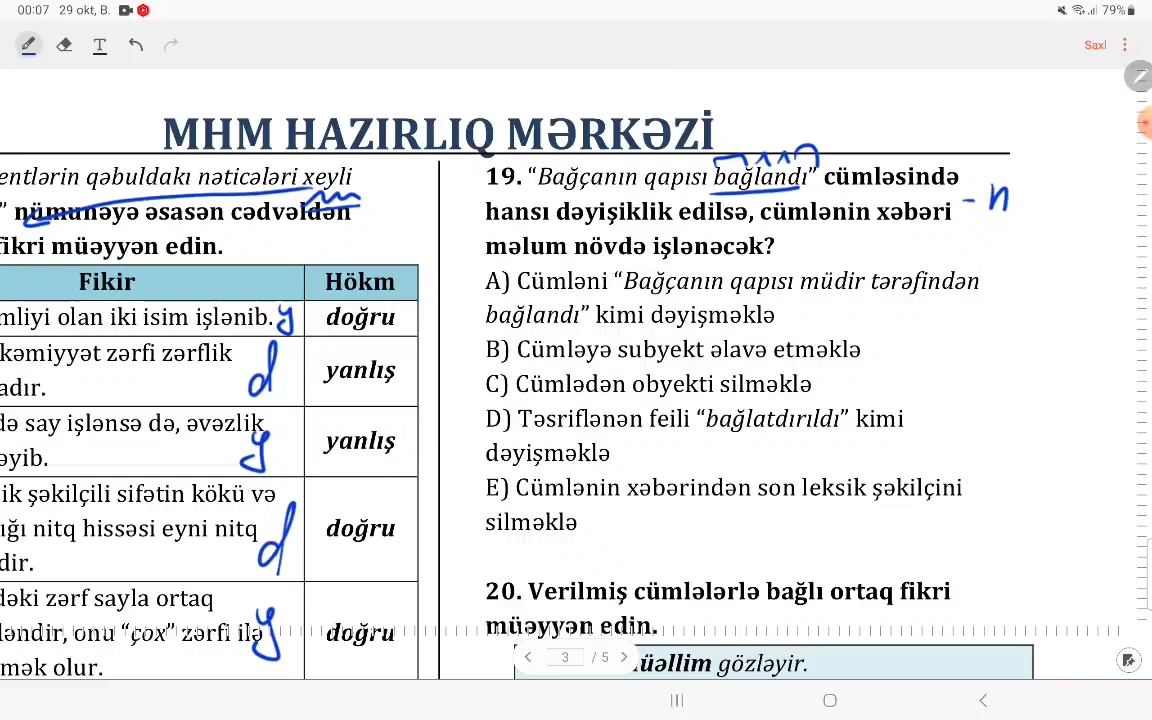 00:07 29 okt, B.
79%
T
Saxl
MHM HAZIRLIQ MƏRKƏZİ
entlərin qəbuldakı nəticələri xeyli
” nümunəyə əsasən cədvəldən
fikri müəyyən edin.
Fikir Hökm
mliyi olan iki isim işlənib. y doğru
kəmiyyət zərfi zərflik
adır. d yanlış
də say işlənsə də, əvəzlik
əyib. y yanlış
ik şəkilçili sifətin kökü və
ığı nitq hissəsi eyni nitq d doğru
dir.
dəki zərf sayla ortaq
ləndir, onu “çox” zərfi ilə y doğru
mək olur.
19. “Bağçanın qapısı bağlandı” cümləsində
hansı dəyişiklik edilsə, cümlənin xəbəri - n
məlum növdə işlənəcək?
A) Cümləni “Bağçanın qapısı müdir tərəfindən
bağlandı” kimi dəyişməklə
B) Cümləyə subyekt əlavə etməklə
C) Cümlədən obyekti silməklə
D) Təsriflənən feili “bağlatdırıldı” kimi
dəyişməklə
E) Cümlənin xəbərindən son leksik şəkilçini
silməklə
20. Verilmiş cümlələrlə bağlı ortaq fikri
müəyyən edin.
üəllim gözləyir.
3 / 5